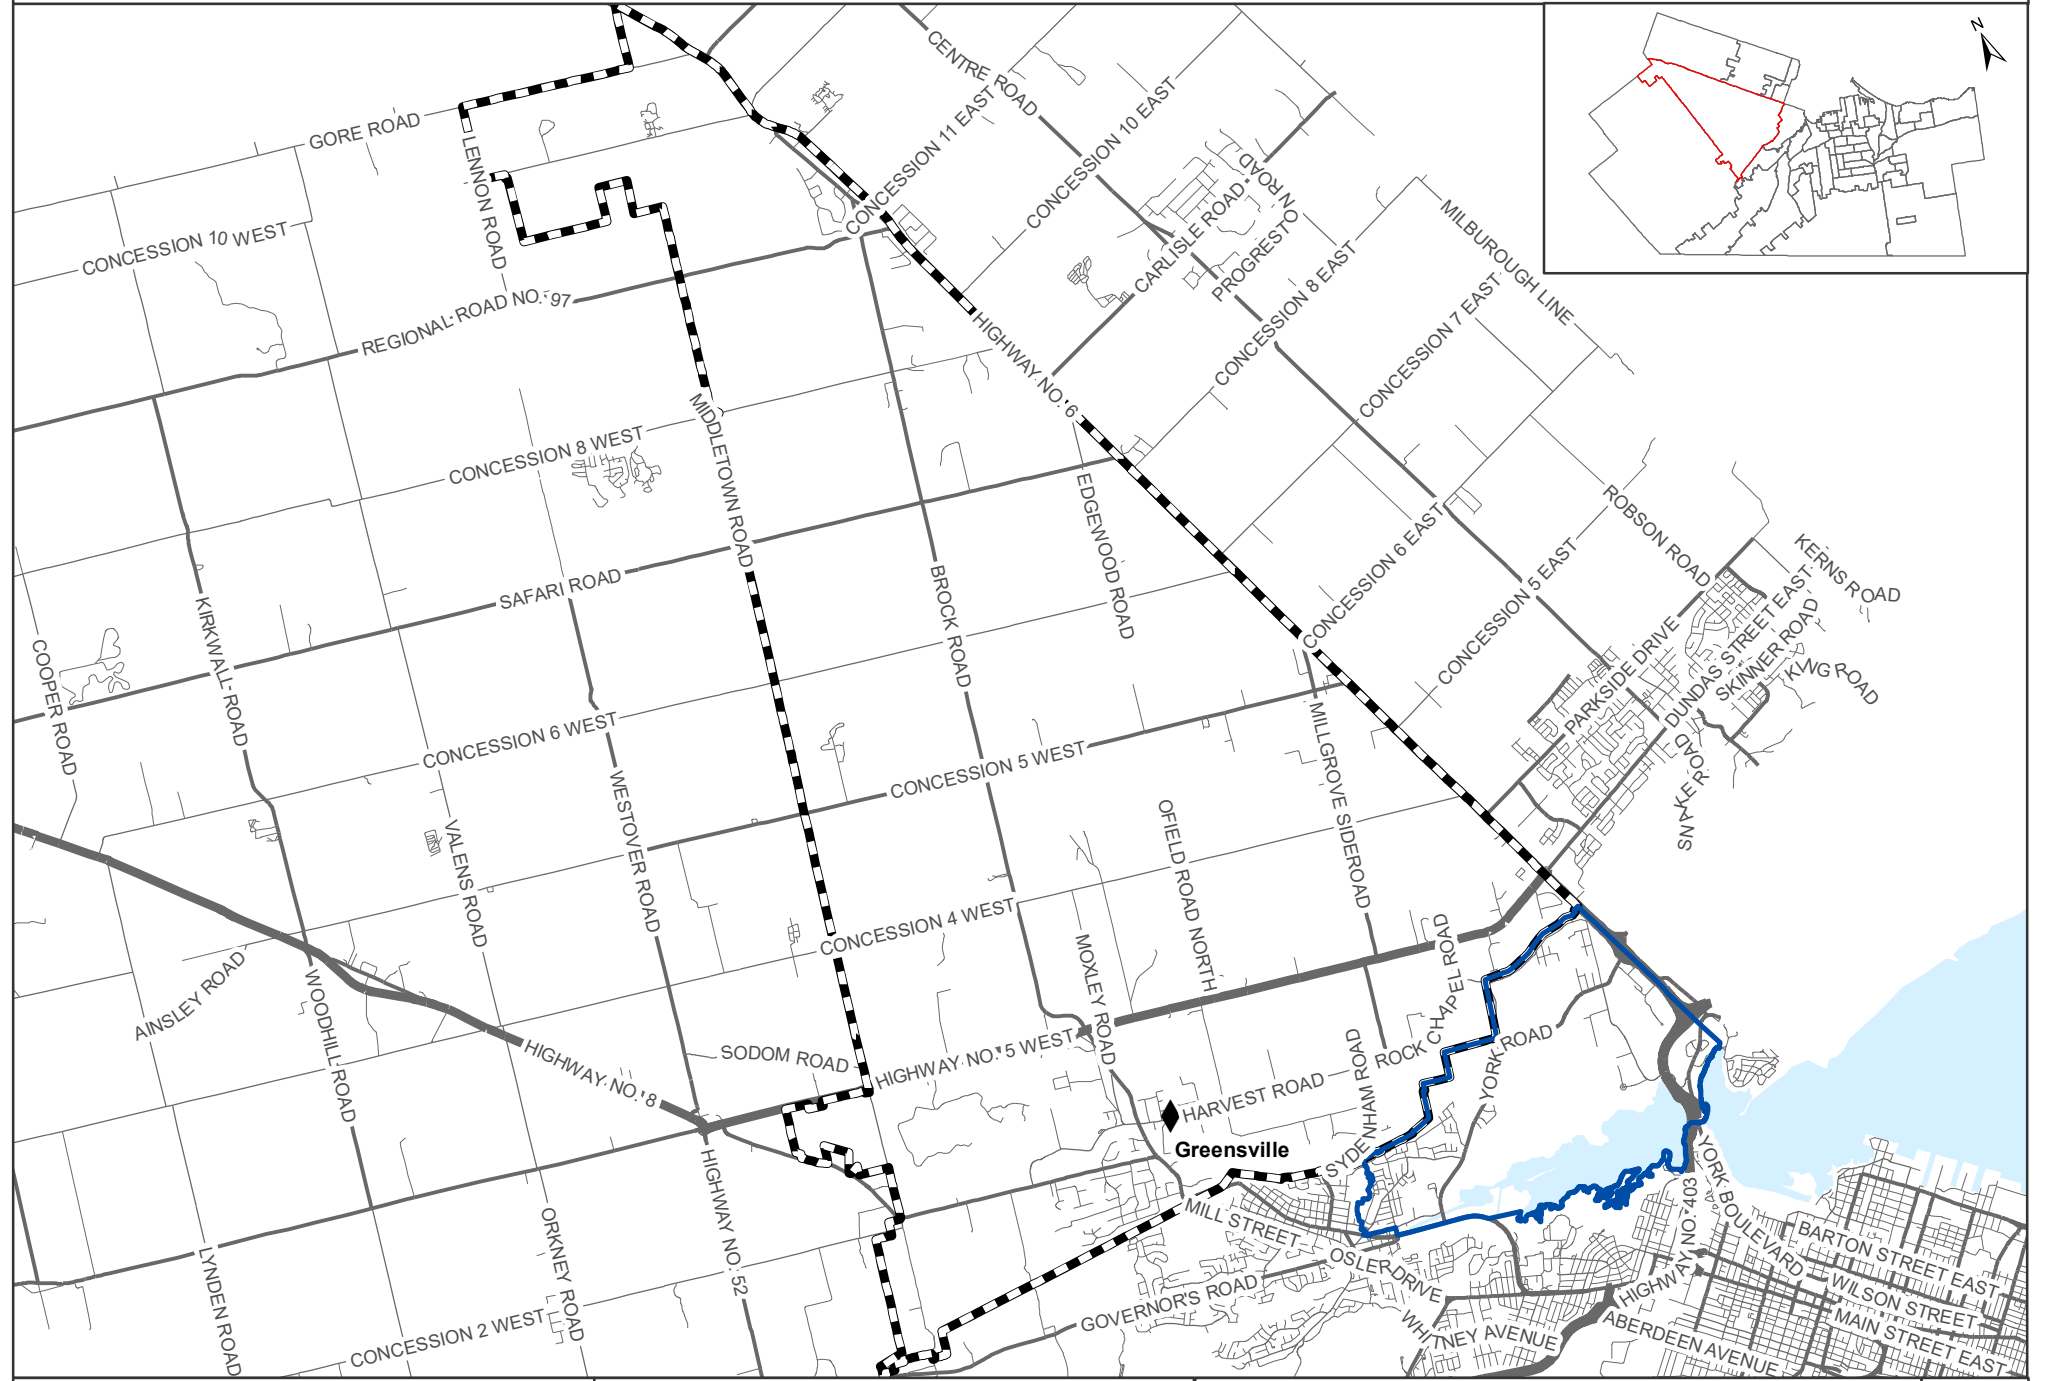 N
CENTRE ROAD
GORE ROAD
LENNON ROAD
CONCESSION 11 EAST
CONCESSION 10 EAST
CARLISLE ROAD
PROGRESTON ROAD
MILBOROUGH LINE
CONCESSION 10 WEST
REGIONAL ROAD NO. 97
CONCESSION 8 EAST
CONCESSION 7 EAST
HIGHWAY NO. 6
MIDDLETOWN ROAD
CONCESSION 8 WEST
EDGEWOOD ROAD
ROBSON ROAD
CONCESSION 6 EAST
CONCESSION 5 EAST
KERNS ROAD
SAFARI ROAD
BROCK ROAD
KIRKWALL ROAD
COOPER ROAD
PARKSIDE DRIVE
DUNDAS STREET EAST
SKINNER ROAD
KING ROAD
SNAKE ROAD
CONCESSION 6 WEST
CONCESSION 5 WEST
MILLGROVE SIDEROAD
WESTOVER ROAD
VALENS ROAD
OFIELD ROAD NORTH
CONCESSION 4 WEST
MOXLEY ROAD
ROCK CHAPEL ROAD
AINSLEY ROAD
WOODHILL ROAD
HIGHWAY NO. 8
SODOM ROAD
HIGHWAY NO. 5 WEST
HARVEST ROAD
SYDENHAM ROAD
YORK ROAD
Greensville
MILL STREET
OSLER DRIVE
YORK BOULEVARD
HIGHWAY NO. 403
BARTON STREET EAST
WILSON STREET
MAIN STREET EAST
ABERDEEN AVENUE
WHITNEY AVENUE
GOVERNOR'S ROAD
HIGHWAY NO. 52
ORKNEY ROAD
LYNDEN ROAD
CONCESSION 2 WEST